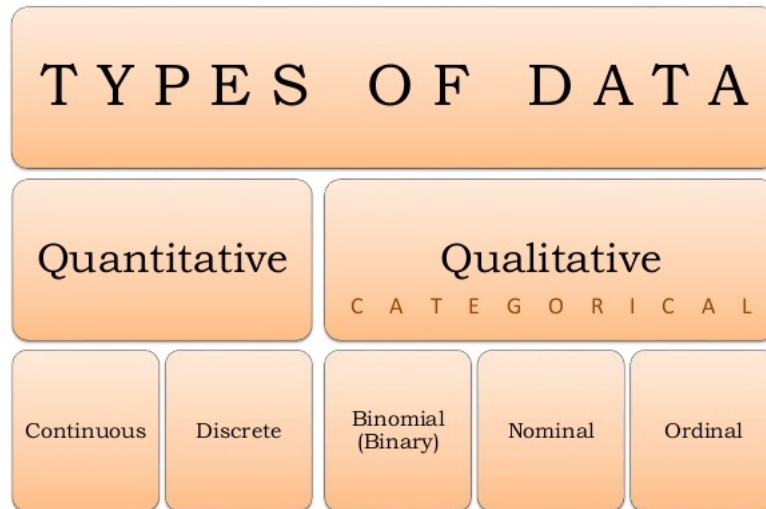 TYPES OF DATA
Quantitative
Qualitative
CATEGORICAL
Continuous
Discrete
Binomial
(Binary)
Nominal
Ordinal